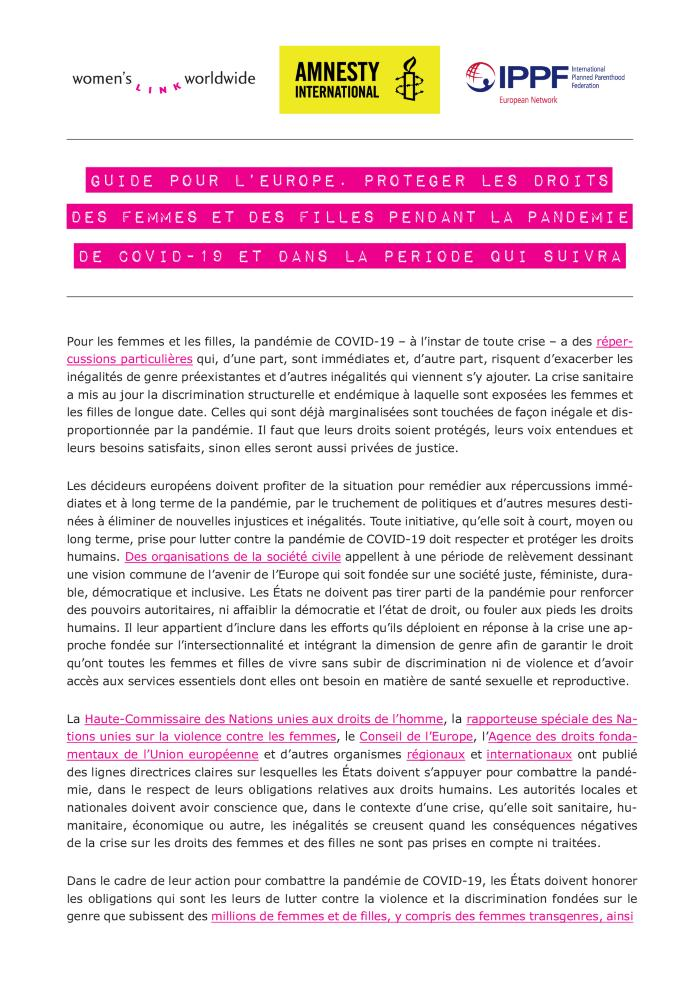 women's LINK worldwide
AMNESTY
INTERNATIONAL
IPPF
International
Planned Parenthood
Federation
European Network
GUIDE POUR L'EUROPE. PROTEGER LES DROITS
DES FEMMES ET DES FILLES PENDANT LA PANDEMIE
DE COVID-19 ET DANS LA PERIODE QUI SUIVRA
Pour les femmes et les filles, la pandémie de COVID-19 – à l'instar de toute crise – a des réper-
cussions particulières qui, d'une part, sont immédiates et, d'autre part, risquent d'exacerber les
inégalités de genre préexistantes et d'autres inégalités qui viennent s'y ajouter. La crise sanitaire
a mis au jour la discrimination structurelle et endémique à laquelle sont exposées les femmes et
les filles de longue date. Celles qui sont déjà marginalisées sont touchées de façon inégale et dis-
proportionnée par la pandémie. Il faut que leurs droits soient protégés, leurs voix entendues et
leurs besoins satisfaits, sinon elles seront aussi privées de justice.
Les décideurs européens doivent profiter de la situation pour remédier aux répercussions immé-
diates et à long terme de la pandémie, par le truchement de politiques et d'autres mesures desti-
nées à éliminer de nouvelles injustices et inégalités. Toute initiative, qu'elle soit à court, moyen ou
long terme, prise pour lutter contre la pandémie de COVID-19 doit respecter et protéger les droits
humains. Des organisations de la société civile appellent à une période de relèvement dessinant
une vision commune de l'avenir de l'Europe qui soit fondée sur une société juste, féministe, dura-
ble, démocratique et inclusive. Les États ne doivent pas tirer parti de la pandémie pour renforcer
des pouvoirs autoritaires, ni affaiblir la démocratie et l'état de droit, ou fouler aux pieds les droits
humains. Il leur appartient d'inclure dans les efforts qu'ils déploient en réponse à la crise une ap-
proche fondée sur l'intersectionnalité et intégrant la dimension de genre afin de garantir le droit
qu'ont toutes les femmes et filles de vivre sans subir de discrimination ni de violence et d'avoir
accès aux services essentiels dont elles ont besoin en matière de santé sexuelle et reproductive.
La Haute-Commissaire des Nations unies aux droits de l'homme, la rapporteuse spéciale des Na-
tions unies sur la violence contre les femmes, le Conseil de l'Europe, l'Agence des droits fonda-
mentaux de l'Union européenne et d'autres organismes régionaux et internationaux ont publié
des lignes directrices claires sur lesquelles les États doivent s'appuyer pour combattre la pandé-
mie, dans le respect de leurs obligations relatives aux droits humains. Les autorités locales et
nationales doivent avoir conscience que, dans le contexte d'une crise, qu'elle soit sanitaire, hu-
manitaire, économique ou autre, les inégalités se creusent quand les conséquences négatives
de la crise sur les droits des femmes et des filles ne sont pas prises en compte ni traitées.
Dans le cadre de leur action pour combattre la pandémie de COVID-19, les États doivent honorer
les obligations qui sont les leurs de lutter contre la violence et la discrimination fondées sur le
genre que subissent des millions de femmes et de filles, y compris des femmes transgenres, ainsi